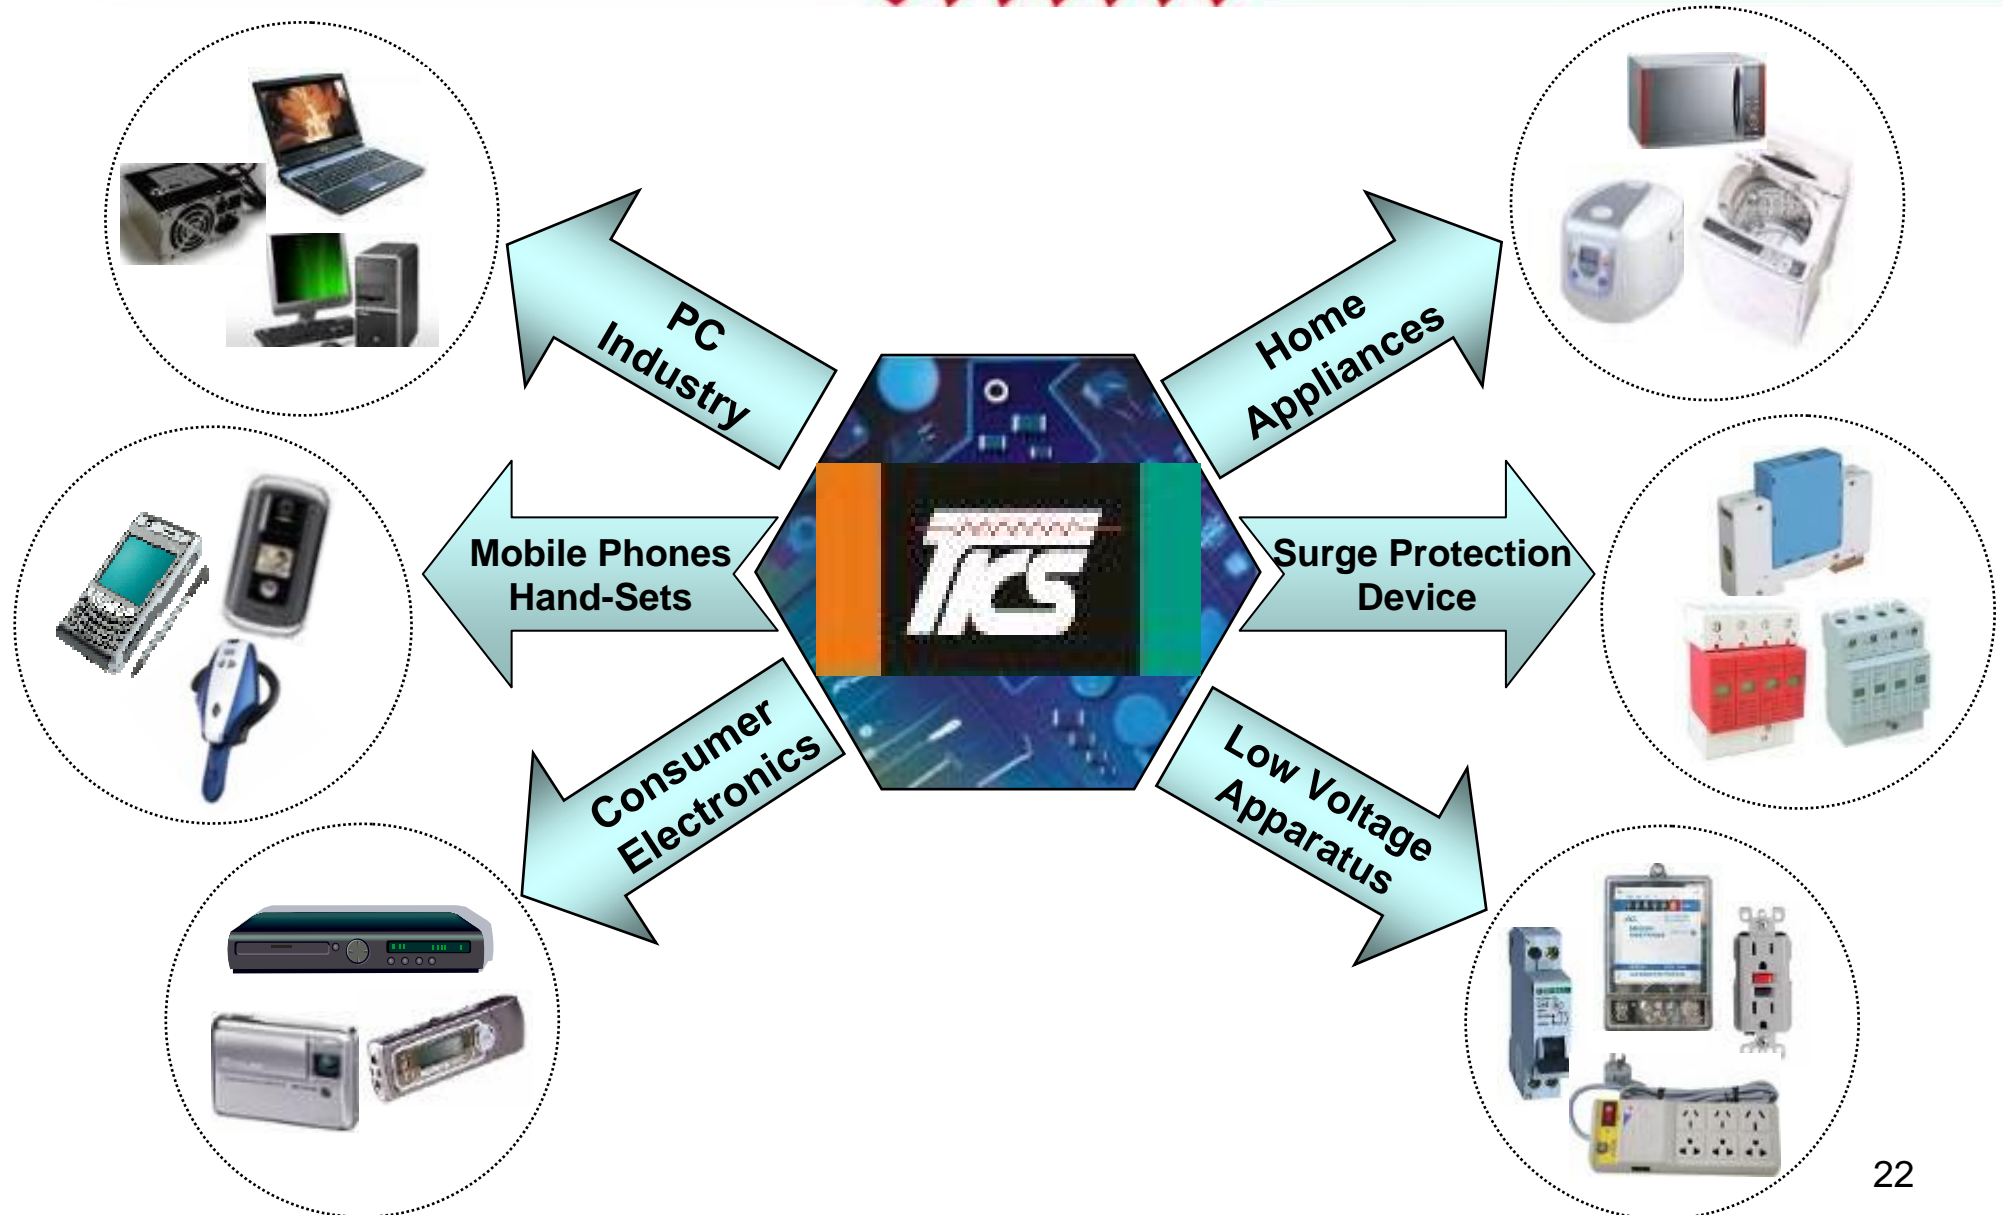 PC
Industry
Home
Appliances
Mobile Phones
Hand-Sets
TKS
Surge Protection
Device
Consumer
Electronics
Low Voltage
Apparatus
22